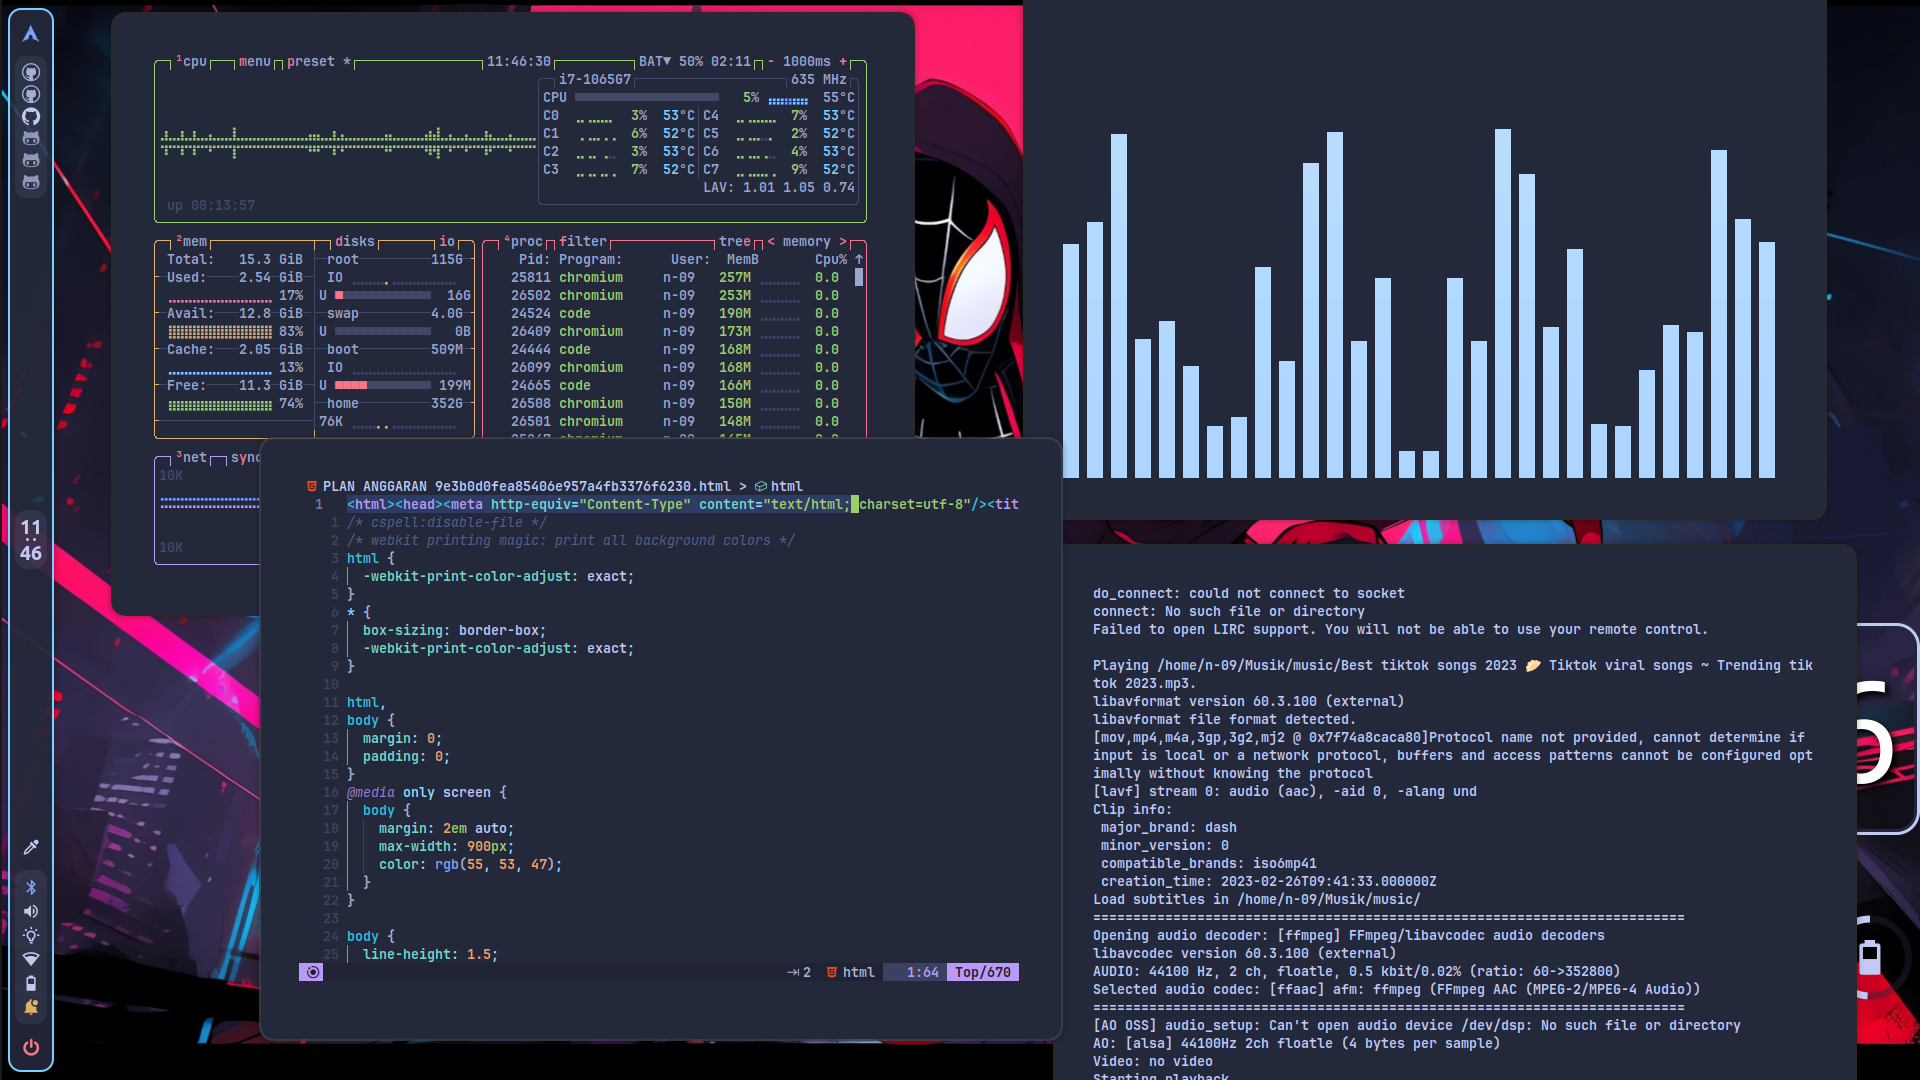 11
46
¹cpu menu preset * 11:46:30 BAT▼ 50% 02:11 - 1000ms +
i7-1065G7 635 MHz
CPU 5% 55°C
C0 3% 53°C C4 7% 53°C
C1 6% 52°C C5 2% 52°C
C2 3% 53°C C6 4% 53°C
C3 7% 52°C C7 9% 52°C
LAV: 1.01 1.05 0.74
up 00:13:57
²mem disks io
Total: 15.3 GiB
Used: 2.54 GiB
17%
Avail: 12.8 GiB
83%
Cache: 2.05 GiB
13%
Free: 11.3 GiB
74%
root 115G
IO
U 16G
swap 4.0G
U 0B
boot 509M
IO
U 199M
home 352G
76K
⁴proc filter tree < memory >
Pid: Program: User: MemB Cpu% ↑
25811 chromium n-09 257M 0.0
26502 chromium n-09 253M 0.0
24524 code n-09 190M 0.0
26409 chromium n-09 173M 0.0
24444 code n-09 168M 0.0
26099 chromium n-09 168M 0.0
24665 code n-09 166M 0.0
26508 chromium n-09 150M 0.0
26501 chromium n-09 148M 0.0
³net sync
10K
10K
PLAN ANGGARAN 9e3b0d0fea85406e957a4fb3376f6230.html > html
1 <html><head><meta http-equiv="Content-Type" content="text/html; charset=utf-8"/><tit
1 /* cspell:disable-file */
2 /* webkit printing magic: print all background colors */
3 html {
4 -webkit-print-color-adjust: exact;
5 }
6 * {
7 box-sizing: border-box;
8 -webkit-print-color-adjust: exact;
9 }
10
11 html,
12 body {
13 margin: 0;
14 padding: 0;
15 }
16 @media only screen {
17 body {
18 margin: 2em auto;
19 max-width: 900px;
20 color: rgb(55, 53, 47);
21 }
22 }
23
24 body {
25 line-height: 1.5;
2 html 1:64 Top/670
do_connect: could not connect to socket
connect: No such file or directory
Failed to open LIRC support. You will not be able to use your remote control.
Playing /home/n-09/Musik/music/Best tiktok songs 2023 🥟 Tiktok viral songs ~ Trending tik
tok 2023.mp3.
libavformat version 60.3.100 (external)
libavformat file format detected.
[mov,mp4,m4a,3gp,3g2,mj2 @ 0x7f74a8caca80]Protocol name not provided, cannot determine if
input is local or a network protocol, buffers and access patterns cannot be configured opt
imally without knowing the protocol
[lavf] stream 0: audio (aac), -aid 0, -alang und
Clip info:
major_brand: dash
minor_version: 0
compatible_brands: iso6mp41
creation_time: 2023-02-26T09:41:33.000000Z
Load subtitles in /home/n-09/Musik/music/
==========================================================================
Opening audio decoder: [ffmpeg] FFmpeg/libavcodec audio decoders
libavcodec version 60.3.100 (external)
AUDIO: 44100 Hz, 2 ch, floatle, 0.5 kbit/0.02% (ratio: 60->352800)
Selected audio codec: [ffaac] afm: ffmpeg (FFmpeg AAC (MPEG-2/MPEG-4 Audio))
==========================================================================
[AO OSS] audio_setup: Can't open audio device /dev/dsp: No such file or directory
AO: [alsa] 44100Hz 2ch floatle (4 bytes per sample)
Video: no video
Starting playback
6